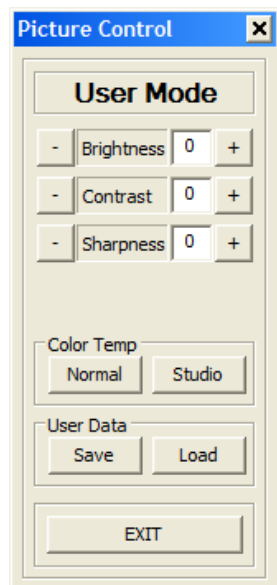 Picture Control
User Mode
- Brightness 0 +
- Contrast 0 +
- Sharpness 0 +
Color Temp
Normal Studio
User Data
Save Load
EXIT